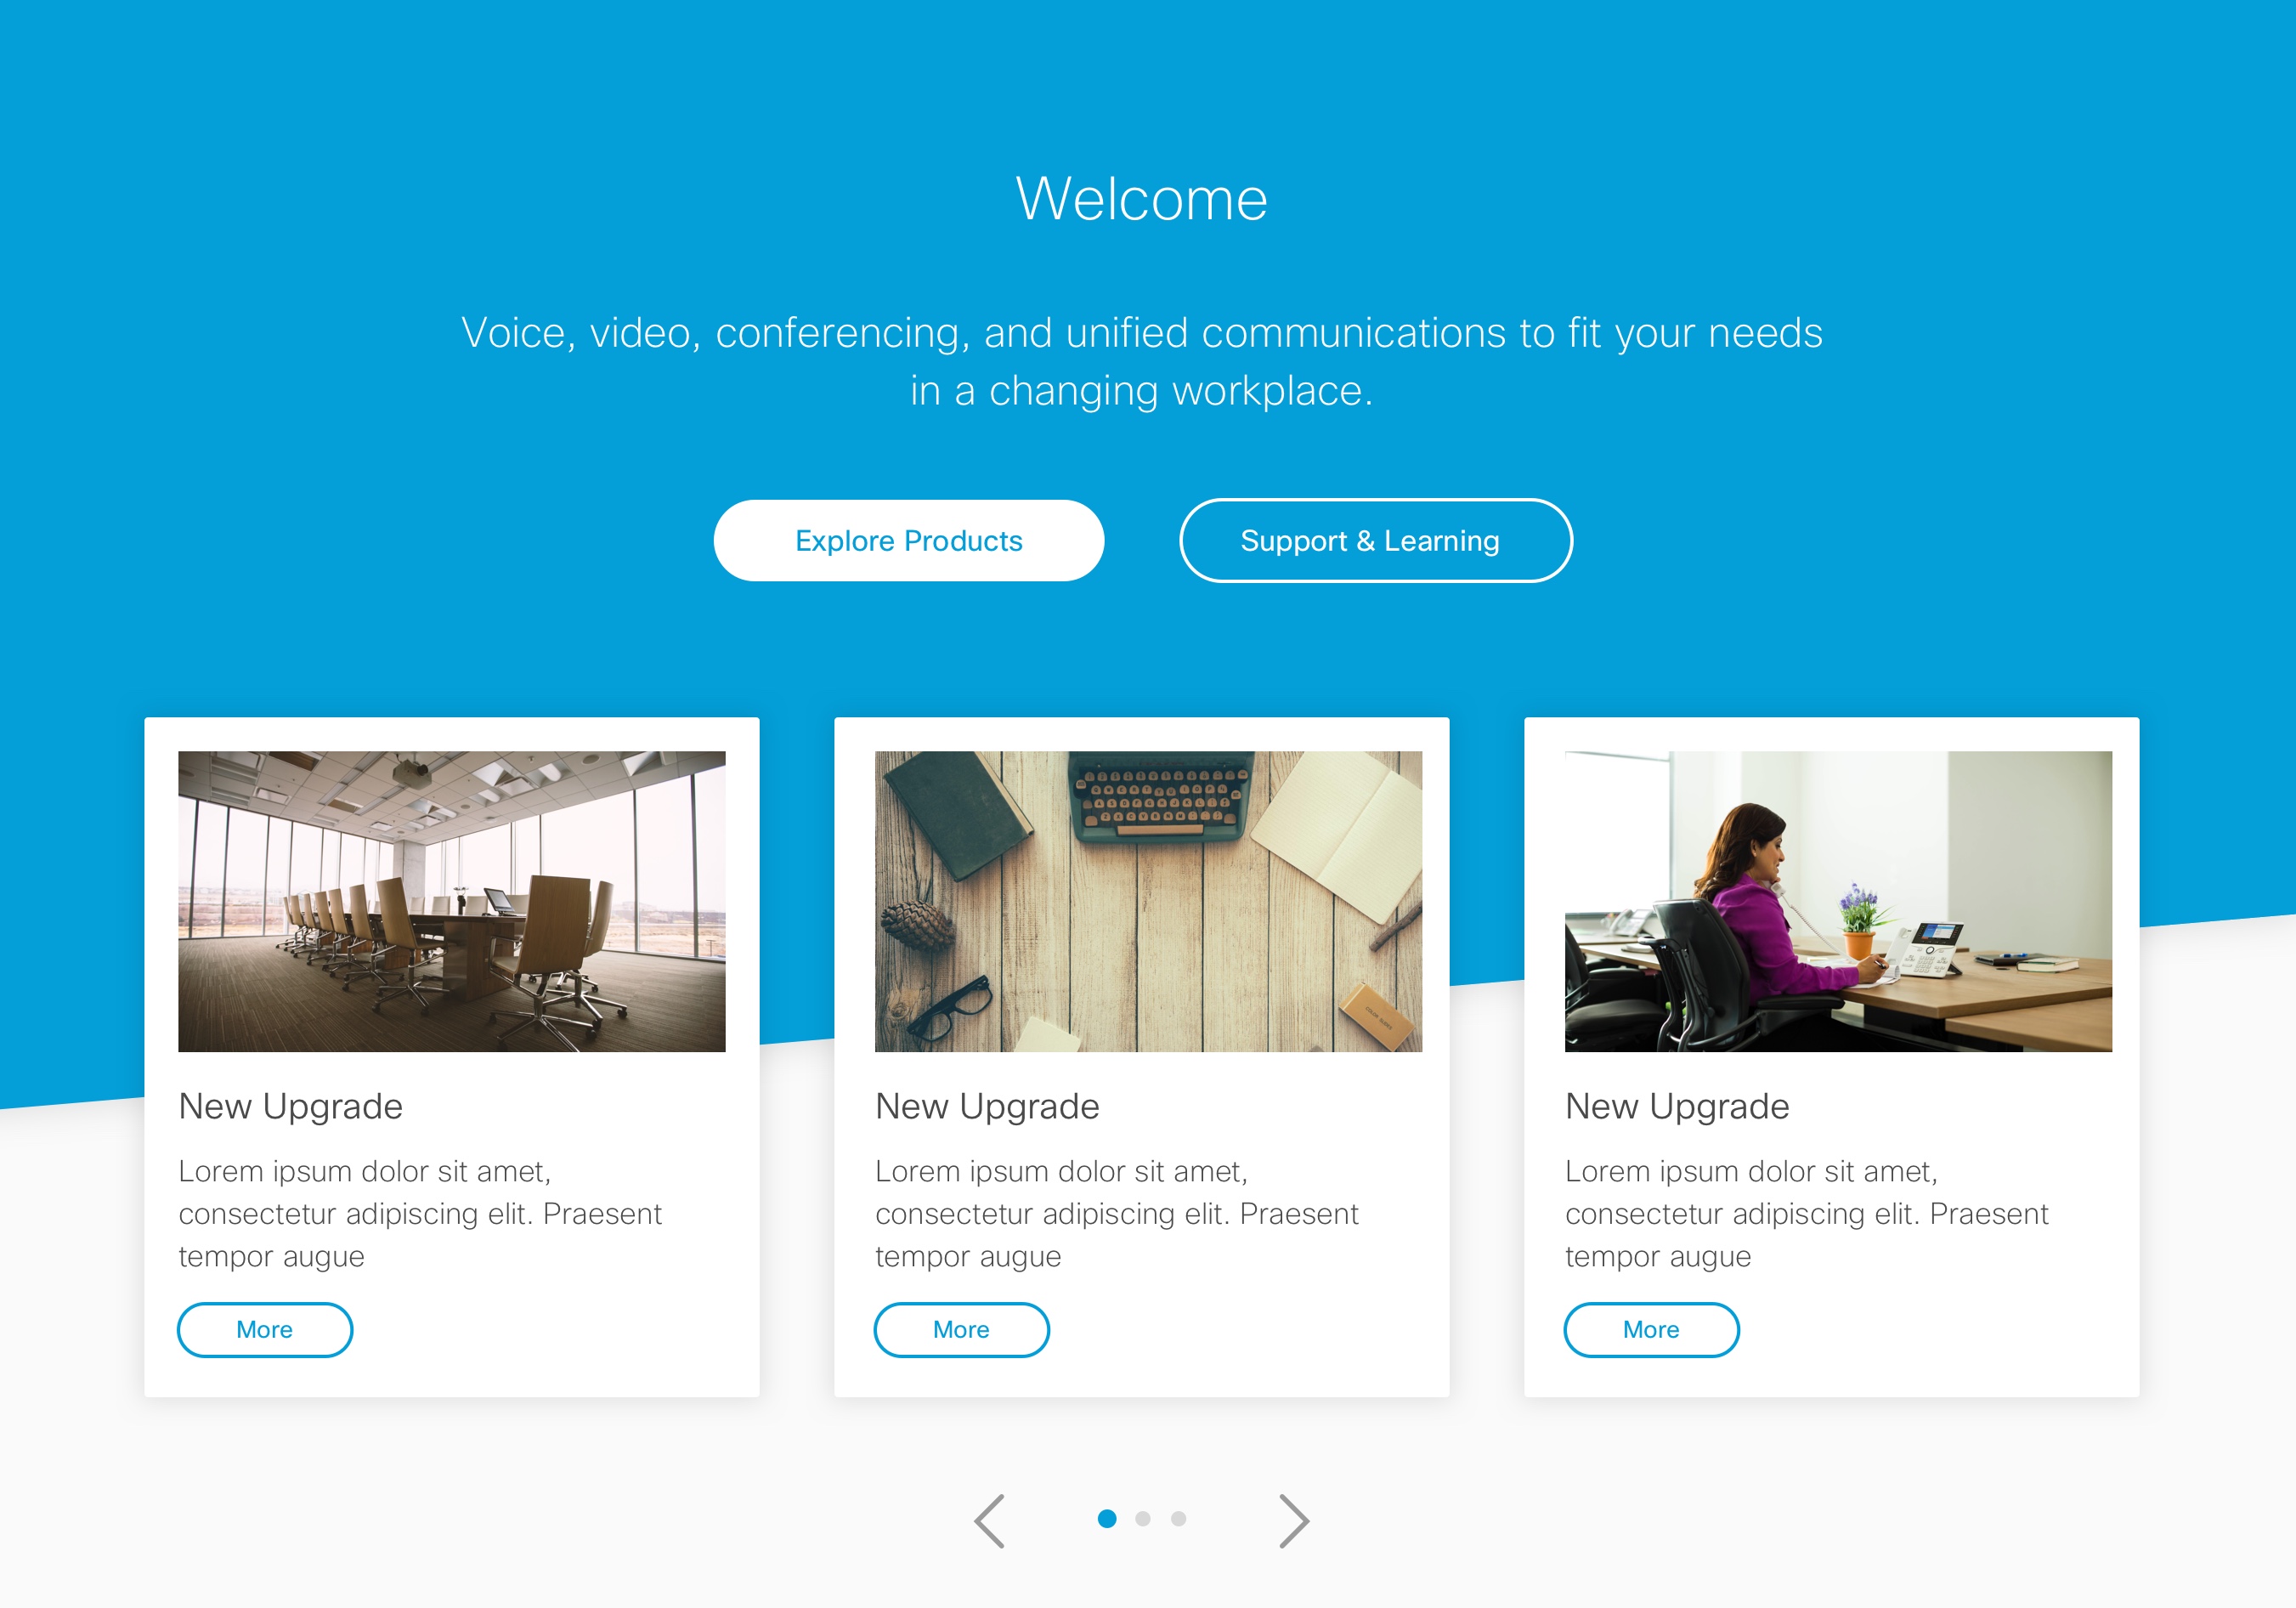 Welcome
Voice, video, conferencing, and unified communications to fit your needs
in a changing workplace.
Explore Products
Support & Learning
New Upgrade
Lorem ipsum dolor sit amet,
consectetur adipiscing elit. Praesent
tempor augue
More
New Upgrade
Lorem ipsum dolor sit amet,
consectetur adipiscing elit. Praesent
tempor augue
More
New Upgrade
Lorem ipsum dolor sit amet,
consectetur adipiscing elit. Praesent
tempor augue
More